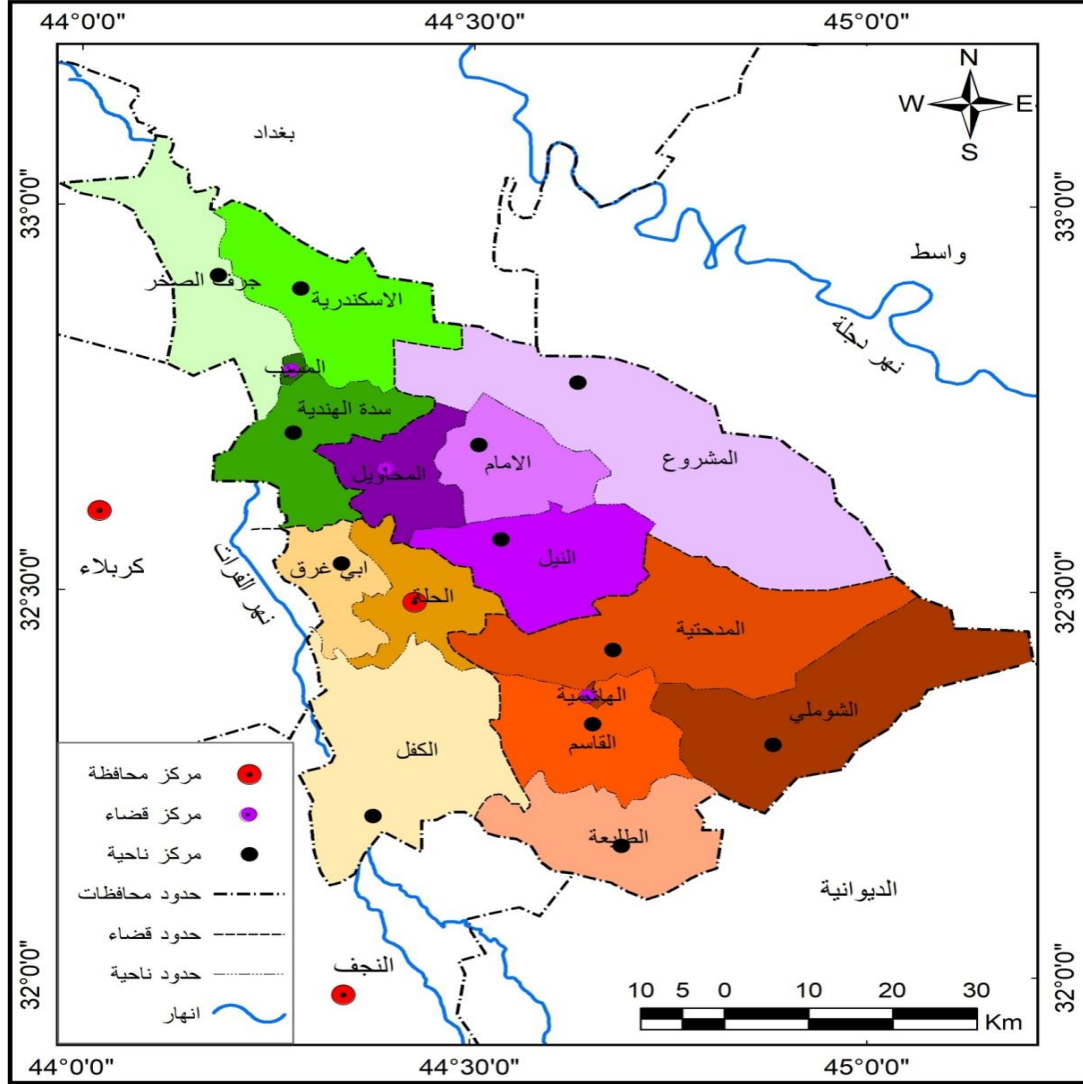 44°0'0" 44°30'0" 45°0'0"
N
W E
S
بغداد
33°0'0" 33°0'0"
واسط
جرف الصخر
الاسكندرية
نهر دجلة
المسيب
سدة الهندية
المحاويل
الامام
المشروع
كربلاء
نهر الفرات
ابي غرق
النيل
الحلة
32°30'0" 32°30'0"
المدحتية
الهاشمية
الشوملي
القاسم
الكفل
الطليعة
الديوانية
النجف
مركز محافظة
مركز قضاء
مركز ناحية
حدود محافظات
حدود قضاء
حدود ناحية
انهار
32°0'0" 32°0'0"
10 5 0 10 20 30
Km
44°0'0" 44°30'0" 45°0'0"